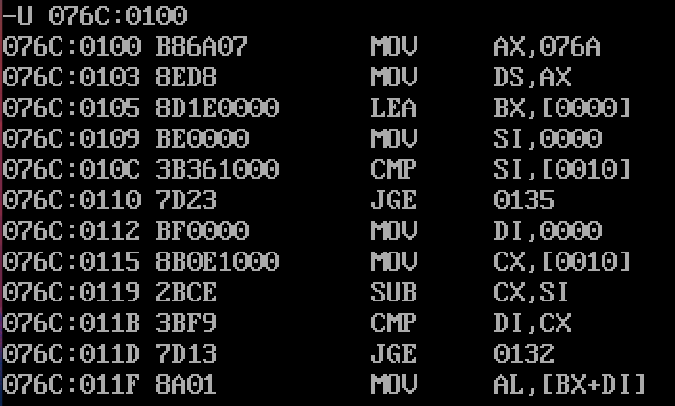 -U 076C:0100
076C:0100 B86A07 MOV AX,076A
076C:0103 8ED8 MOV DS,AX
076C:0105 8D1E0000 LEA BX,[0000]
076C:0109 BE0000 MOV SI,0000
076C:010C 3B361000 CMP SI,[0010]
076C:0110 7D23 JGE 0135
076C:0112 BF0000 MOV DI,0000
076C:0115 8B0E1000 MOV CX,[0010]
076C:0119 2BCE SUB CX,SI
076C:011B 3BF9 CMP DI,CX
076C:011D 7D13 JGE 0132
076C:011F 8A01 MOV AL,[BX+DI]